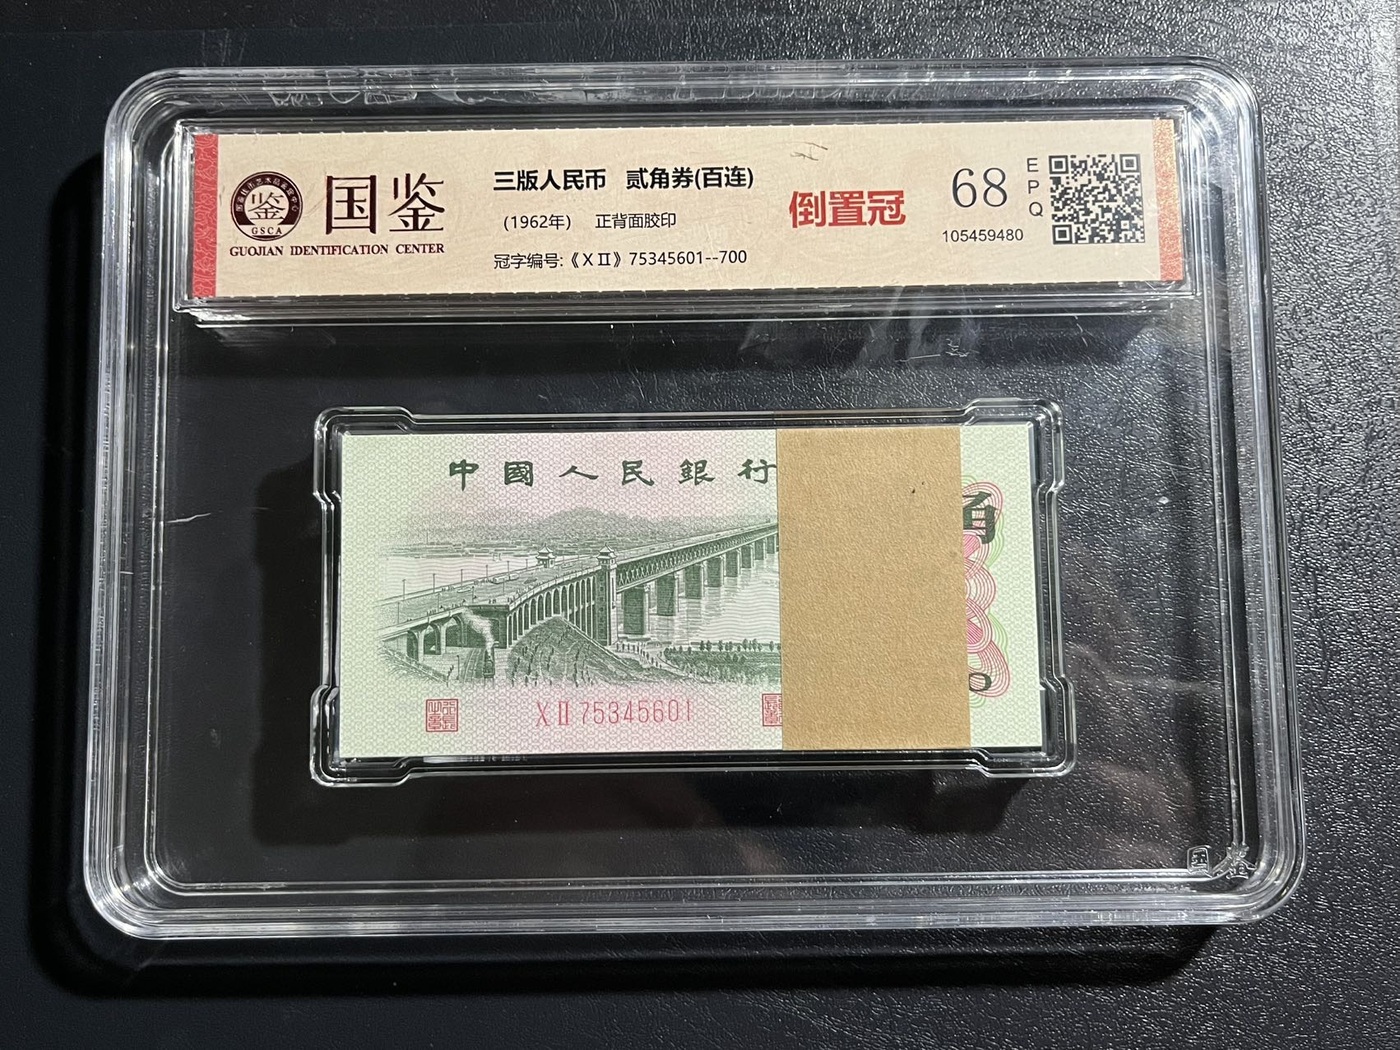 国鉴
GSCA
GUOJIAN IDENTIFICATION CENTER
三版人民币 贰角券(百连)
(1962年) 正背面胶印
冠字编号:《XⅡ》75345601--700
倒置冠
68
EPQ
105459480
中國人民銀行
XⅡ 75345601
国鉴